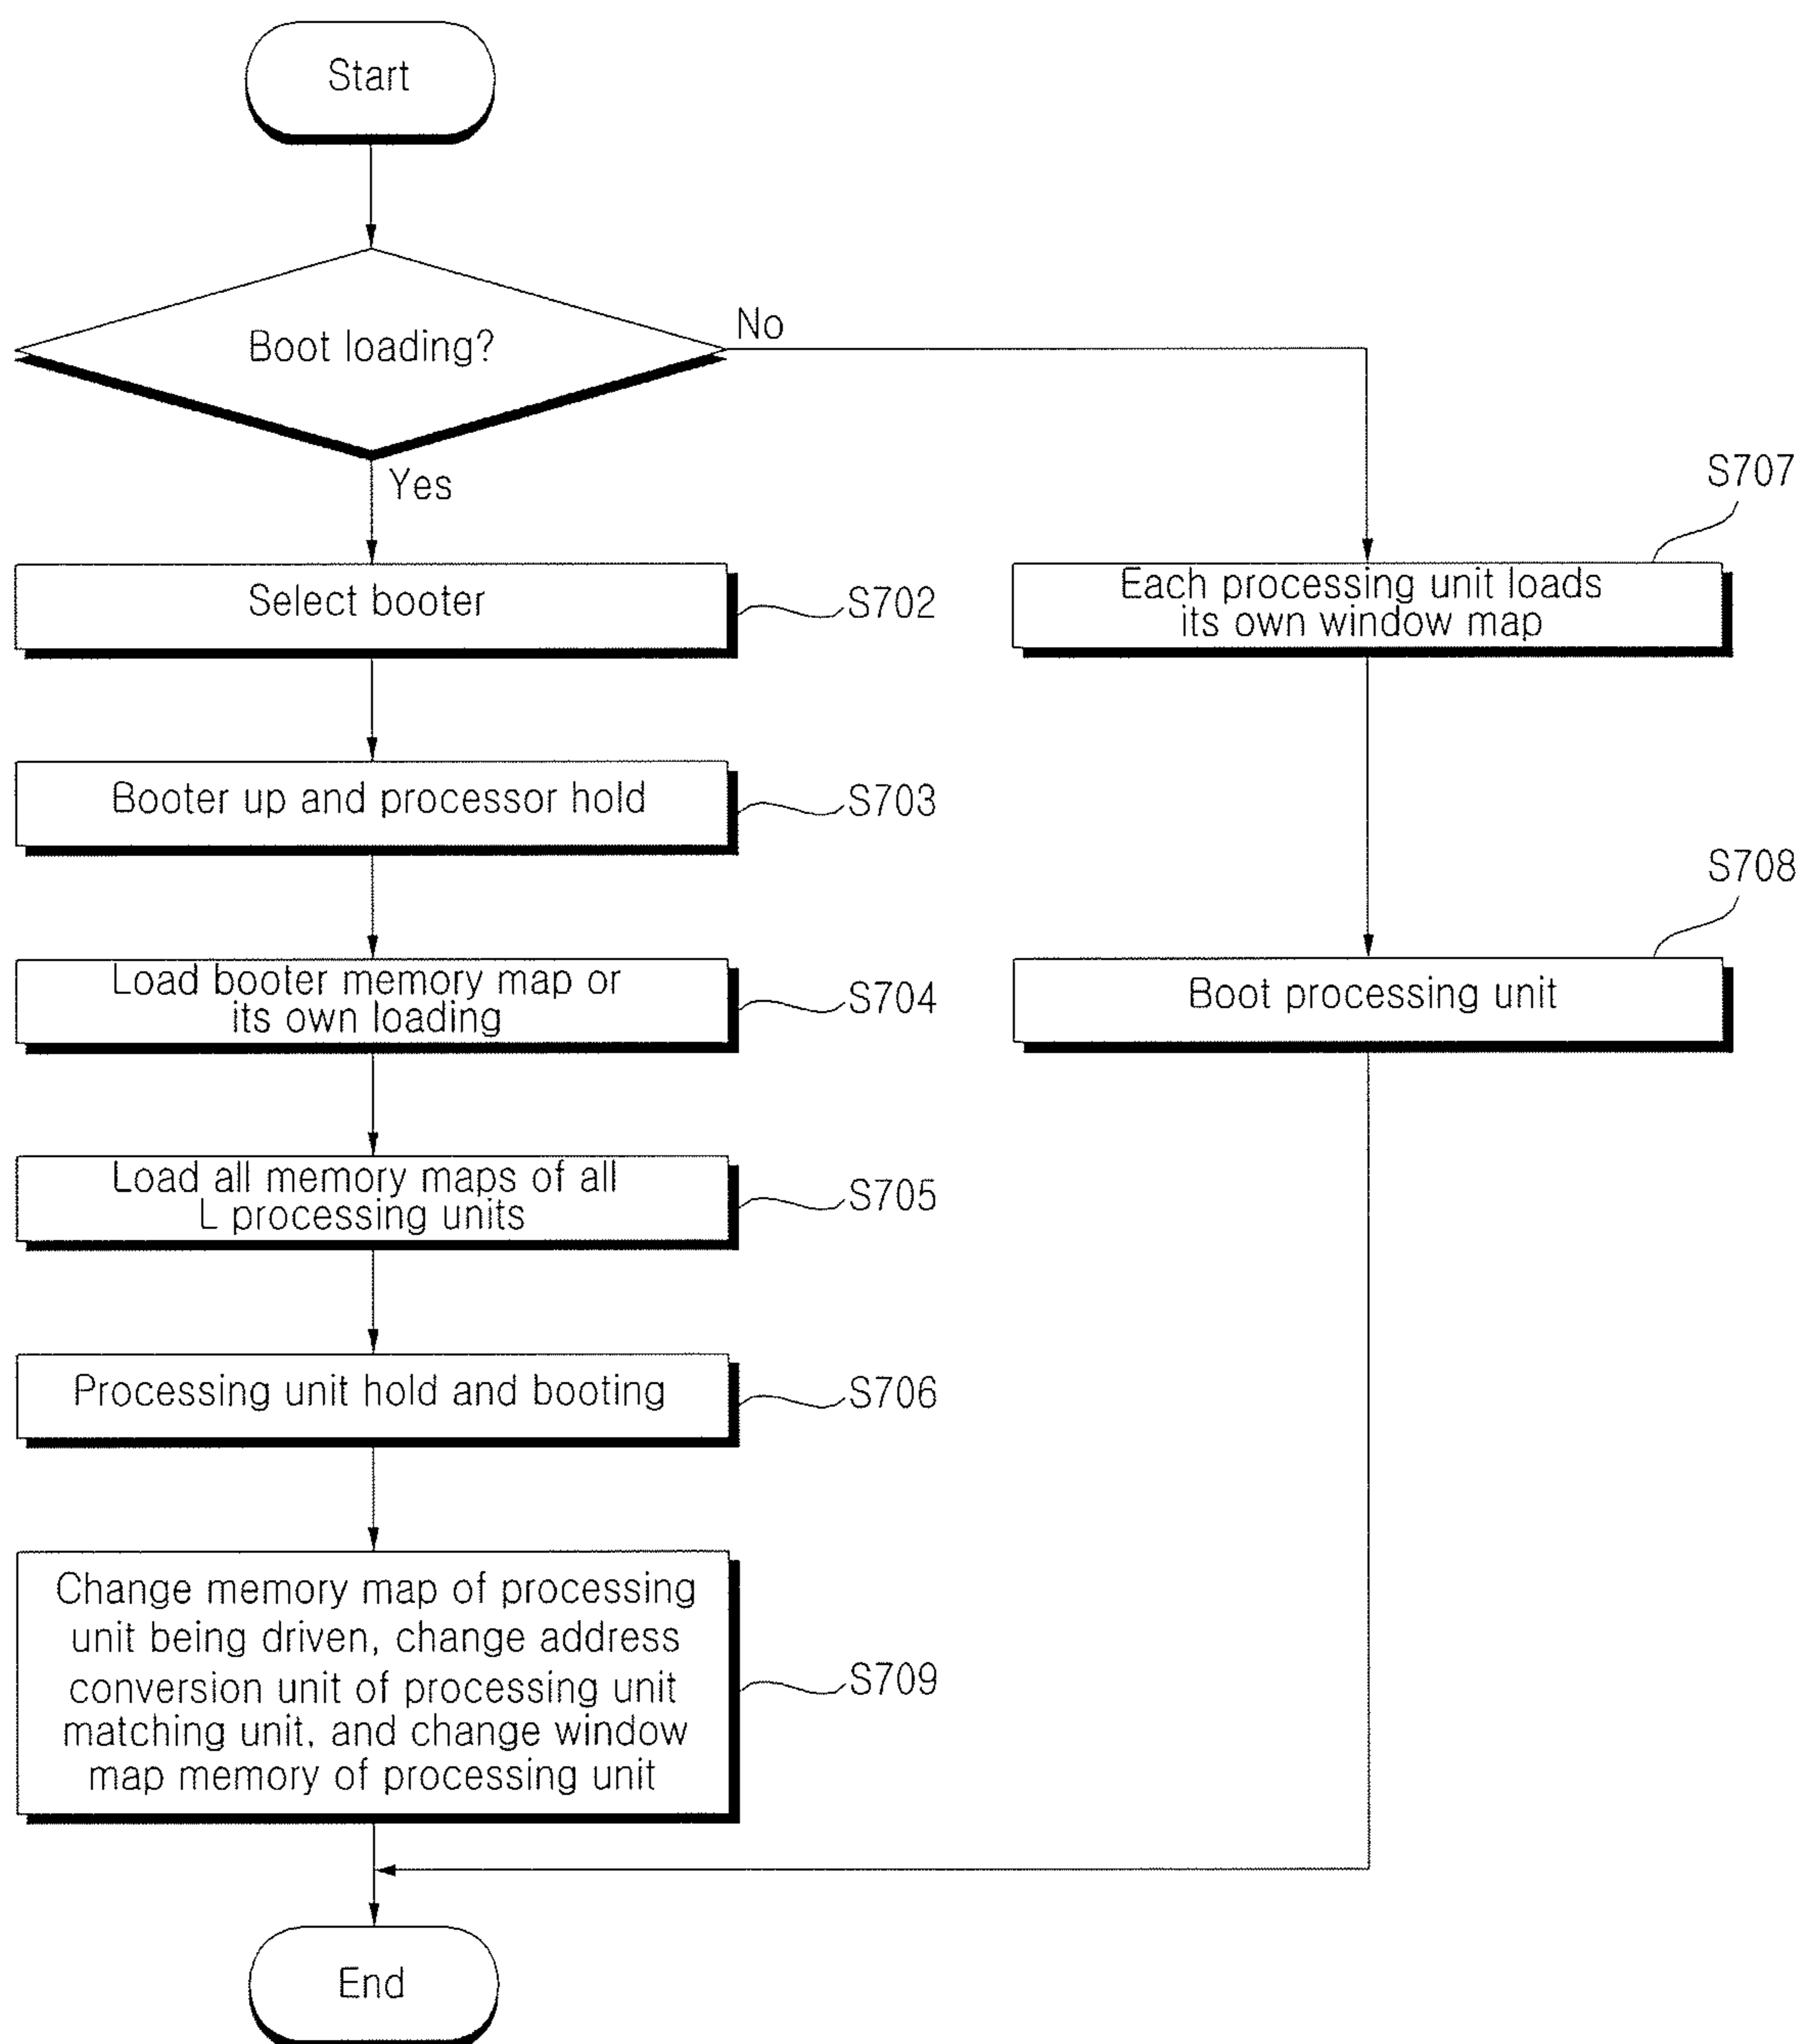 Start
Boot loading?
No
Yes
S707
Select booter
S702
Each processing unit loads
its own window map
Booter up and processor hold
S703
S708
Load booter memory map or
its own loading
S704
Boot processing unit
Load all memory maps of all
L processing units
S705
Processing unit hold and booting
S706
Change memory map of processing
unit being driven, change address
conversion unit of processing unit
matching unit, and change window
map memory of processing unit
S709
End